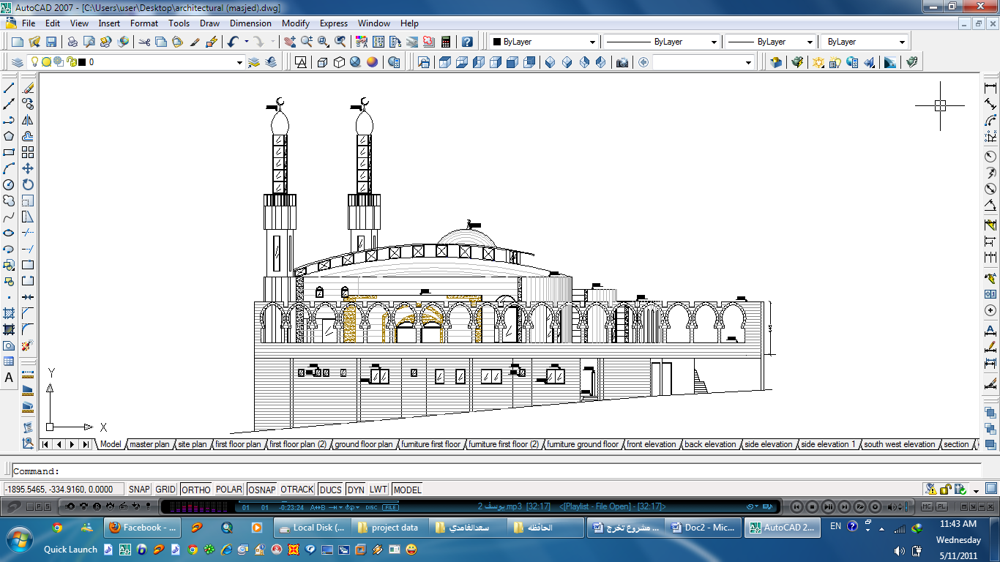 AutoCAD 2007 - [C:\Users\user\Desktop\architectural (masjed).dwg]
File Edit View Insert Format Tools Draw Dimension Modify Express Window Help
ByLayer ByLayer ByLayer ByLayer
0
Y
X
A
Model master plan site plan first floor plan first floor plan (2) ground floor plan furniture first floor furniture first floor (2) furniture ground floor front elevation back elevation side elevation side elevation 1 south west elevation section
Command:
-1895.5465, -334.9160, 0.0000 SNAP GRID ORTHO POLAR OSNAP OTRACK DUCS DYN LWT MODEL
P S 01 01 -0:23:24 A↔B DISC FILE يوسف 2.mp3 [32:17] <[Playlist - File Open] - [32:17]> MC PL
Facebook - ... Local Disk (... project data سعدالغامدي الحافظه مشروع تخرج ... Doc2 - Mic... AutoCAD 2... EN 11:43 AM
Quick Launch Wednesday
5/11/2011